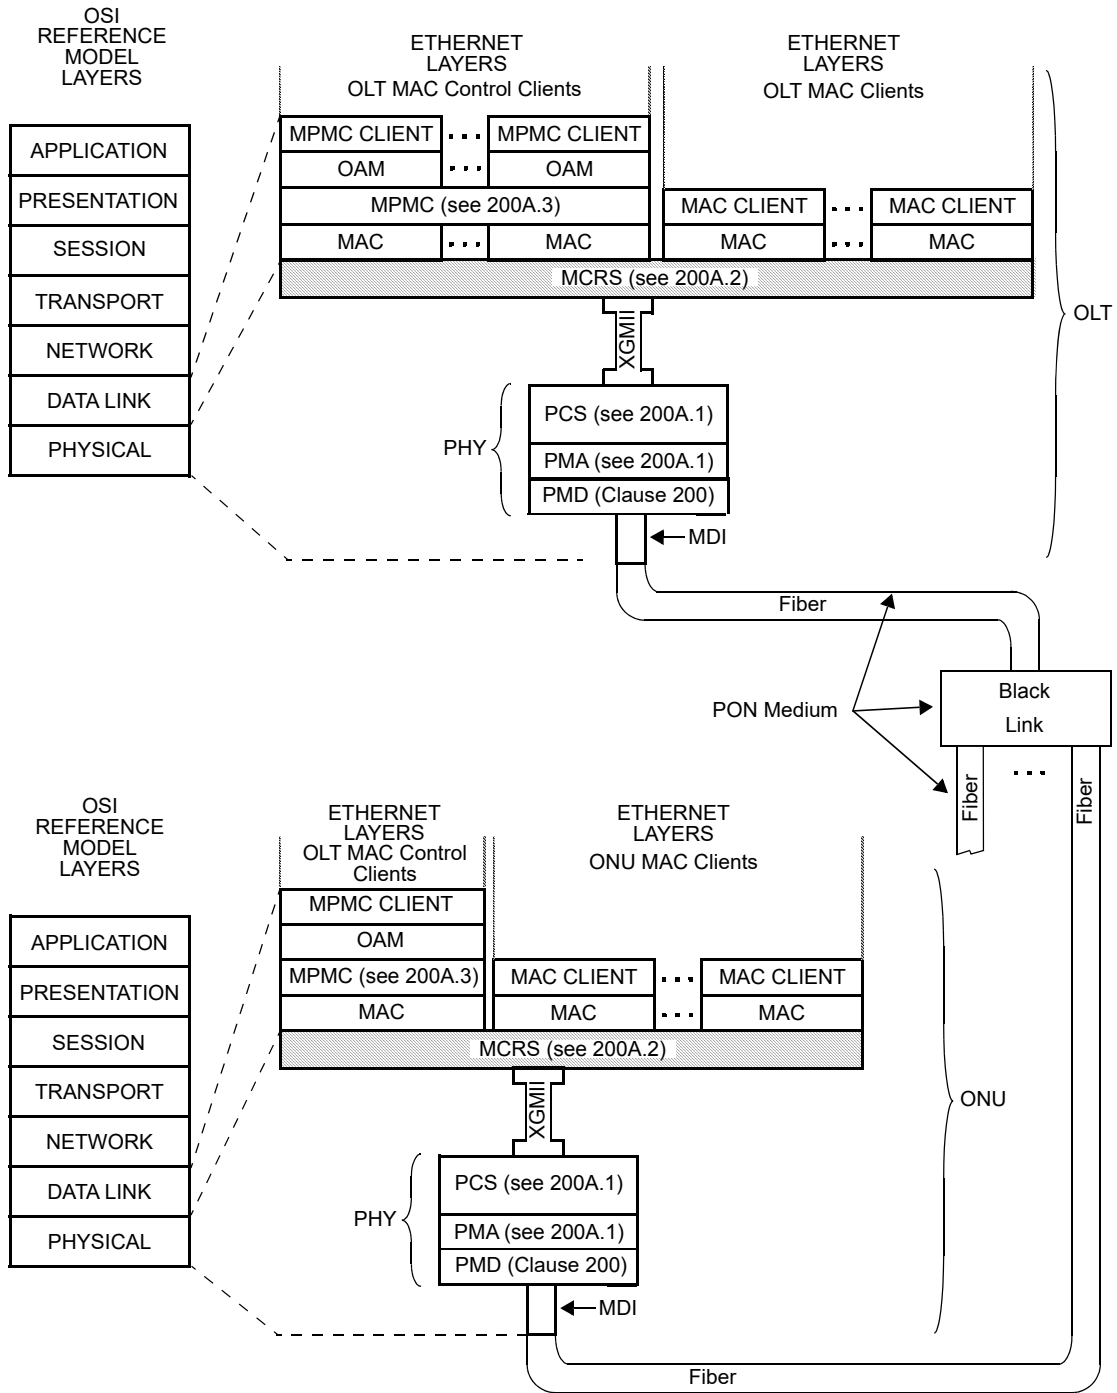 OSI
REFERENCE
MODEL
LAYERS
APPLICATION
PRESENTATION
SESSION
TRANSPORT
NETWORK
DATA LINK
PHYSICAL
ETHERNET
LAYERS
OLT MAC Control Clients
MPMC CLIENT
MPMC CLIENT
OAM
OAM
MPMC (see 200A.3)
MAC
MAC
ETHERNET
LAYERS
OLT MAC Clients
MAC CLIENT
MAC CLIENT
MAC
MAC
MCRS (see 200A.2)
XGMII
PHY
PCS (see 200A.1)
PMA (see 200A.1)
PMD (Clause 200)
MDI
OLT
Fiber
PON Medium
Black
Link
Fiber
Fiber
OSI
REFERENCE
MODEL
LAYERS
APPLICATION
PRESENTATION
SESSION
TRANSPORT
NETWORK
DATA LINK
PHYSICAL
ETHERNET
LAYERS
OLT MAC Control
Clients
MPMC CLIENT
OAM
MPMC (see 200A.3)
MAC
ETHERNET
LAYERS
ONU MAC Clients
MAC CLIENT
MAC CLIENT
MAC
MAC
MCRS (see 200A.2)
XGMII
PHY
PCS (see 200A.1)
PMA (see 200A.1)
PMD (Clause 200)
MDI
ONU
Fiber